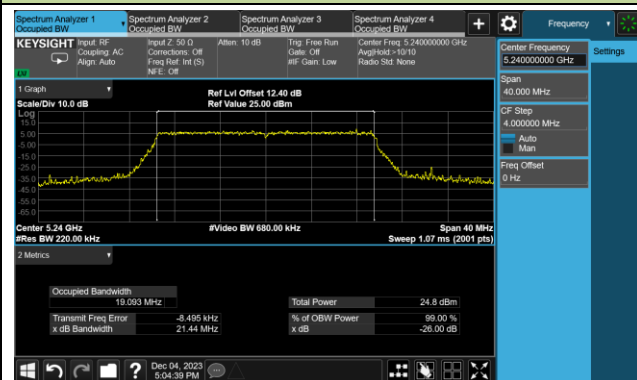 Spectrum Analyzer 1
Occupied BW
Spectrum Analyzer 2
Occupied BW
Spectrum Analyzer 3
Occupied BW
Spectrum Analyzer 4
Occupied BW
+
Frequency
KEYSIGHT
Input: RF
Coupling: AC
Align: Auto
Input Z: 50 Ω
Corrections: Off
Freq Ref: Int (S)
NFE: Off
Atten: 10 dB
Trig: Free Run
Gate: Off
#IF Gain: Low
Center Freq: 5.240000000 GHz
Avg|Hold:>10/10
Radio Std: None
Center Frequency
5.240000000 GHz
Settings
Span
40.000 MHz
CF Step
4.000000 MHz
Auto
Man
Freq Offset
0 Hz
1 Graph
Scale/Div 10.0 dB
Ref Lvl Offset 12.40 dB
Ref Value 25.00 dBm
Log
15.0
5.00
-5.00
-15.0
-25.0
-35.0
-45.0
-55.0
-65.0
Center 5.24 GHz
#Res BW 220.00 kHz
#Video BW 680.00 kHz
Span 40 MHz
Sweep 1.07 ms (2001 pts)
2 Metrics
Occupied Bandwidth
19.093 MHz
Total Power
24.8 dBm
Transmit Freq Error
-8.495 kHz
% of OBW Power
99.00 %
x dB Bandwidth
21.44 MHz
x dB
-26.00 dB
?
Dec 04, 2023
5:04:39 PM